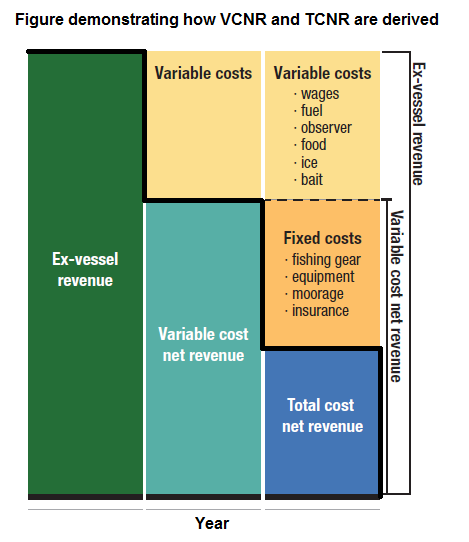 Figure demonstrating how VCNR and TCNR are derived
Ex-vessel
revenue
Variable costs
Variable cost
net revenue
Variable costs
· wages
· fuel
· observer
· food
· ice
· bait
Fixed costs
· fishing gear
· equipment
· moorage
· insurance
Total cost
net revenue
Variable cost net revenue
Ex-vessel revenue
Year